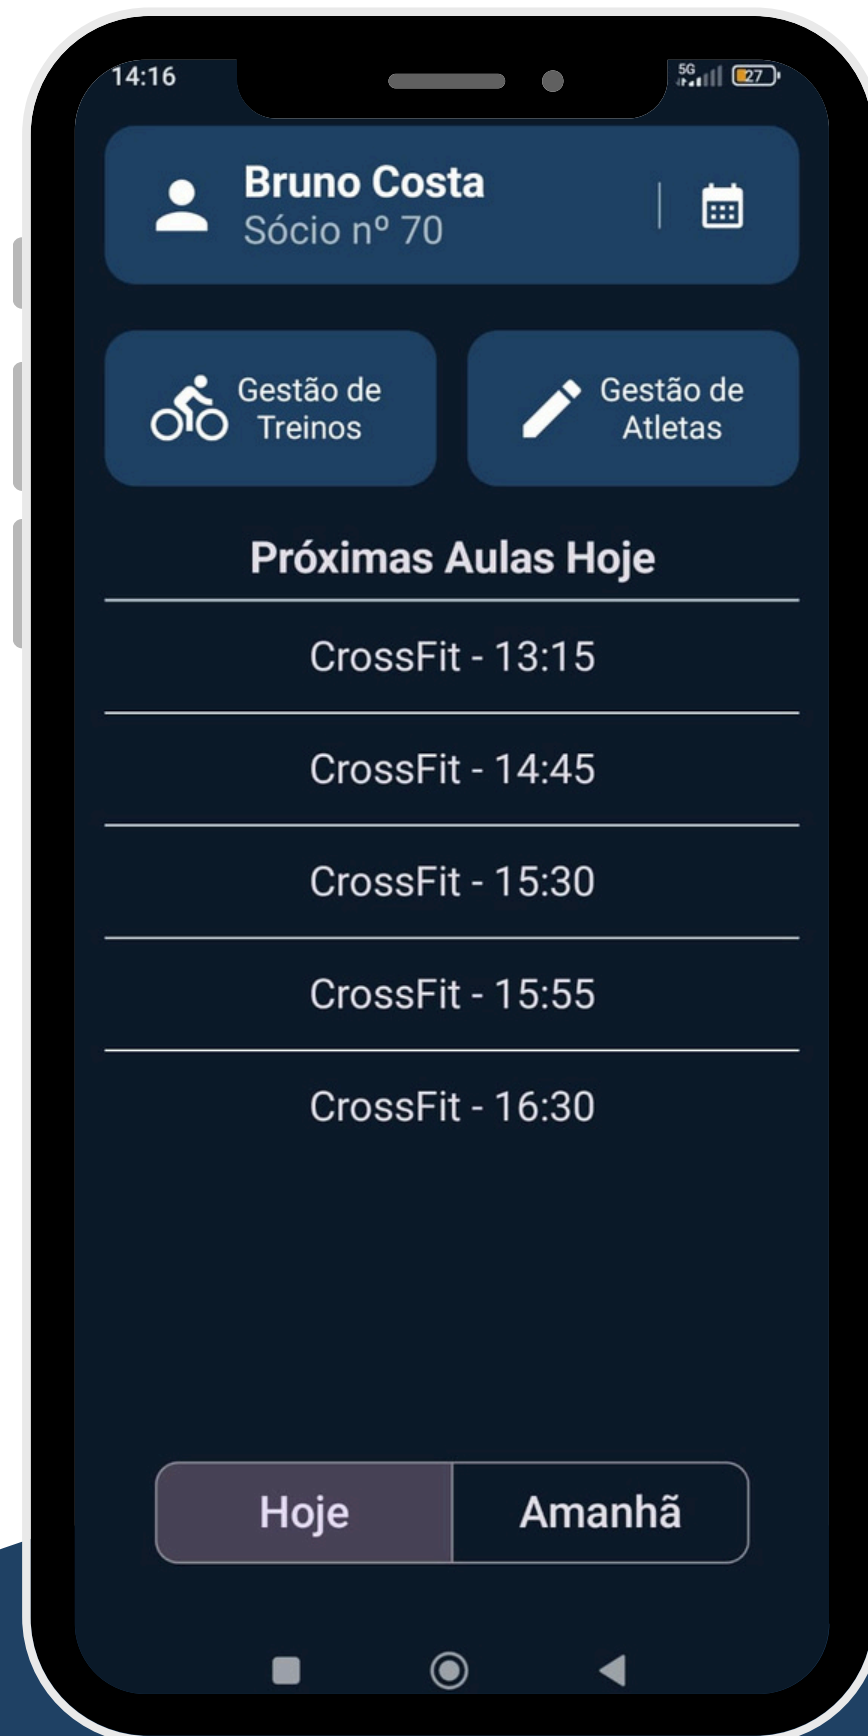 14:16
5G
27
Bruno Costa
Sócio nº 70
Gestão de
Treinos
Gestão de
Atletas
Próximas Aulas Hoje
CrossFit - 13:15
CrossFit - 14:45
CrossFit - 15:30
CrossFit - 15:55
CrossFit - 16:30
Hoje
Amanhã